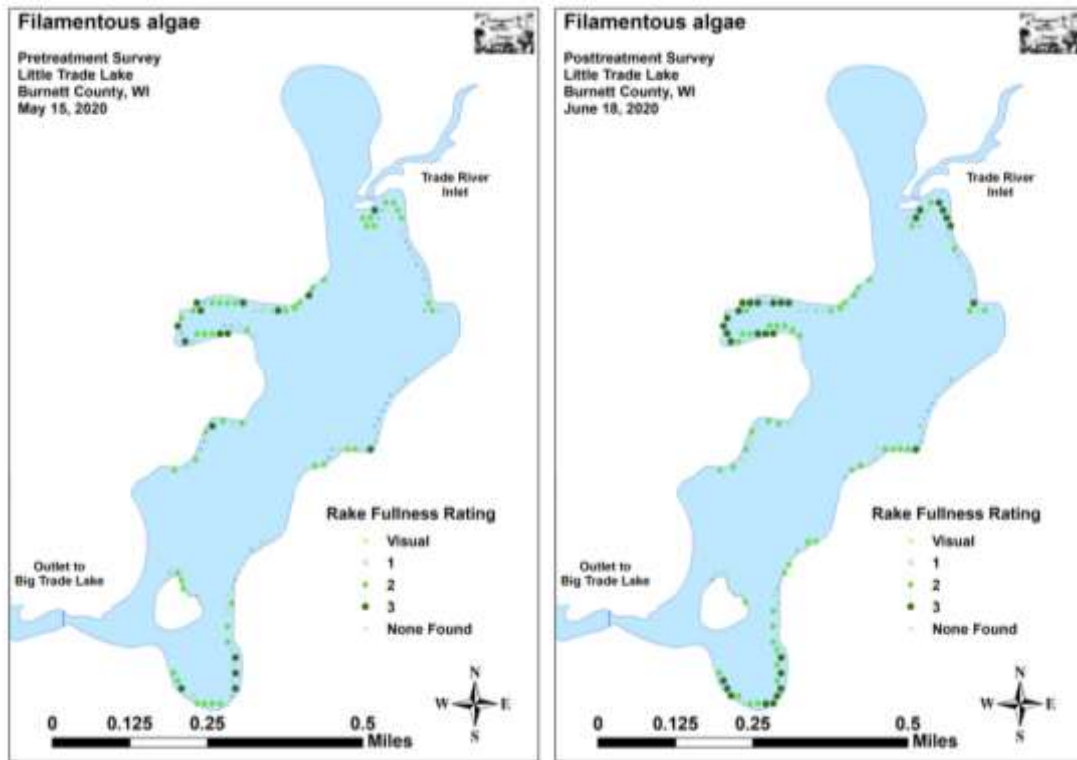 Filamentous algae
Pretreatment Survey
Little Trade Lake
Burnett County, WI
May 15, 2020
Trade River
Inlet
Rake Fullness Rating
Visual
1
2
3
None Found
Outlet to
Big Trade Lake
N
W E
S
0 0.125 0.25 0.5
Miles
Filamentous algae
Posttreatment Survey
Little Trade Lake
Burnett County, WI
June 18, 2020
Trade River
Inlet
Rake Fullness Rating
Visual
1
2
3
None Found
Outlet to
Big Trade Lake
N
W E
S
0 0.125 0.25 0.5
Miles